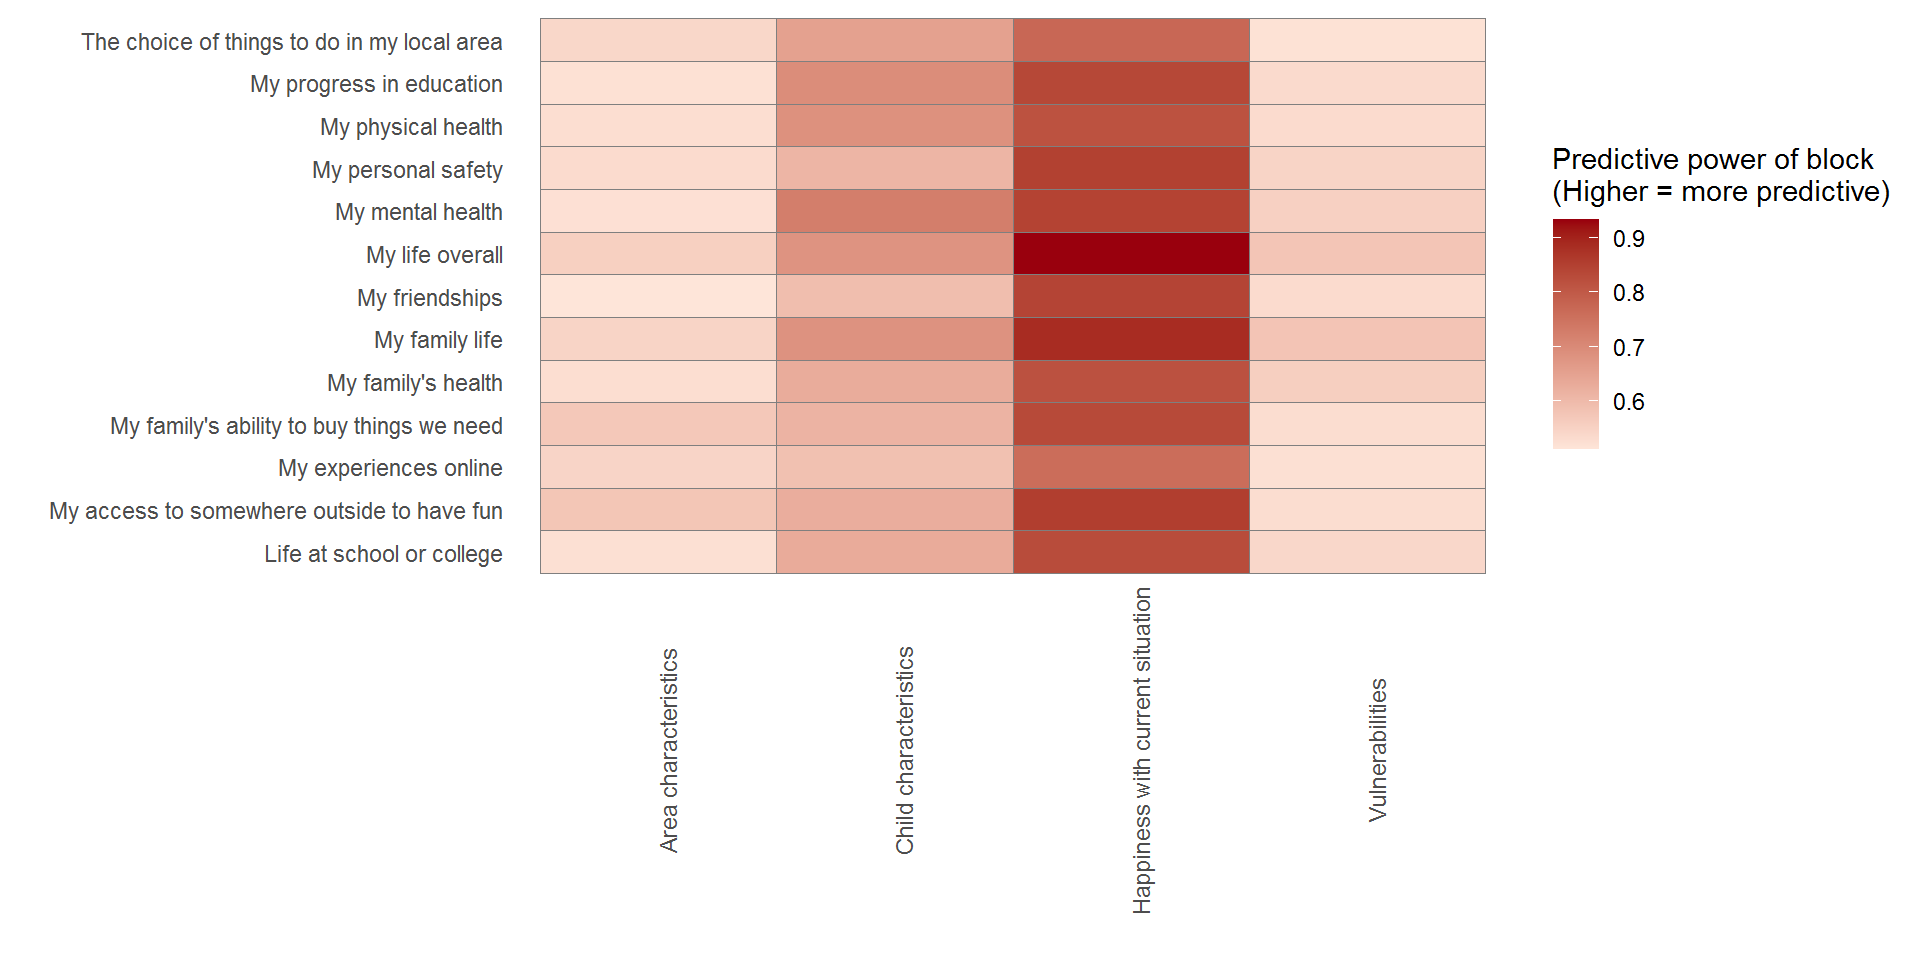 The choice of things to do in my local area
My progress in education
My physical health
My personal safety
My mental health
My life overall
My friendships
My family life
My family's health
My family's ability to buy things we need
My experiences online
My access to somewhere outside to have fun
Life at school or college
Area characteristics
Child characteristics
Happiness with current situation
Vulnerabilities
Predictive power of block
(Higher = more predictive)
0.9
0.8
0.7
0.6